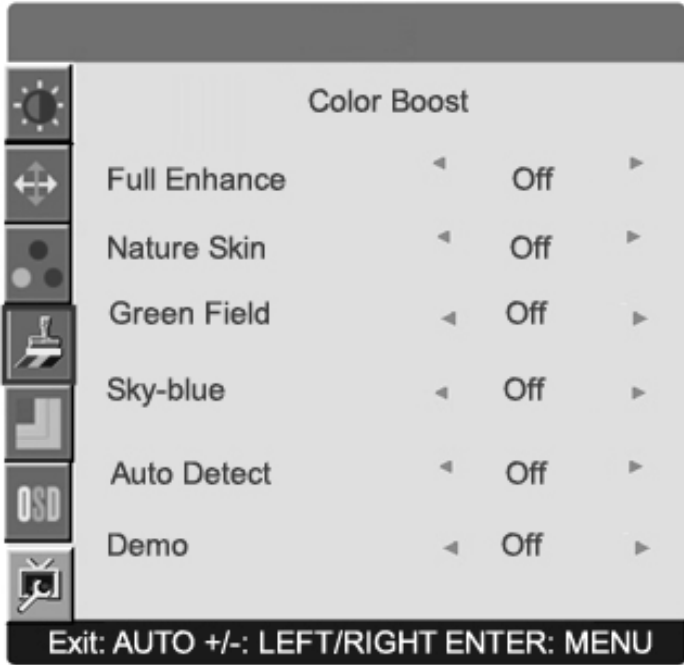 Color Boost
Full Enhance Off
Nature Skin Off
Green Field Off
Sky-blue Off
Auto Detect Off
OSD
Demo Off
Exit: AUTO +/-: LEFT/RIGHT ENTER: MENU